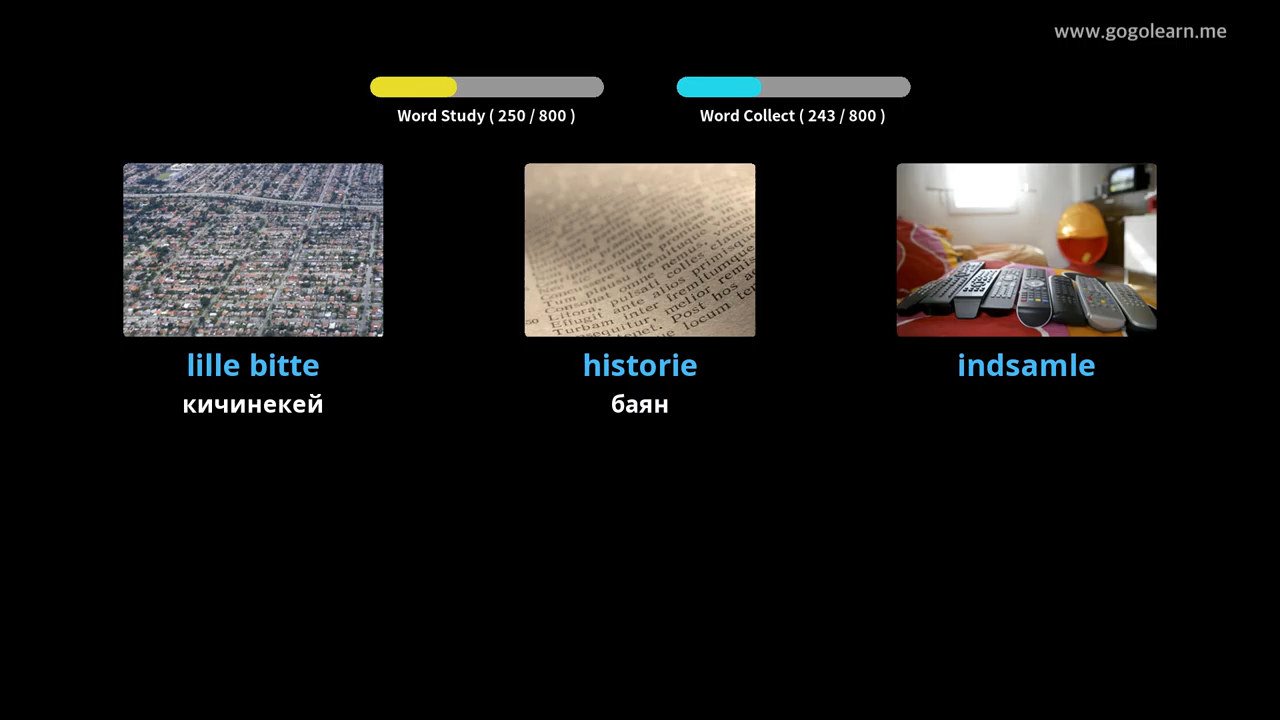 www.gogolearn.me
Word Study ( 250 / 800 )
Word Collect ( 243 / 800 )
lille bitte
historie
indsamle
кичинекей
баян